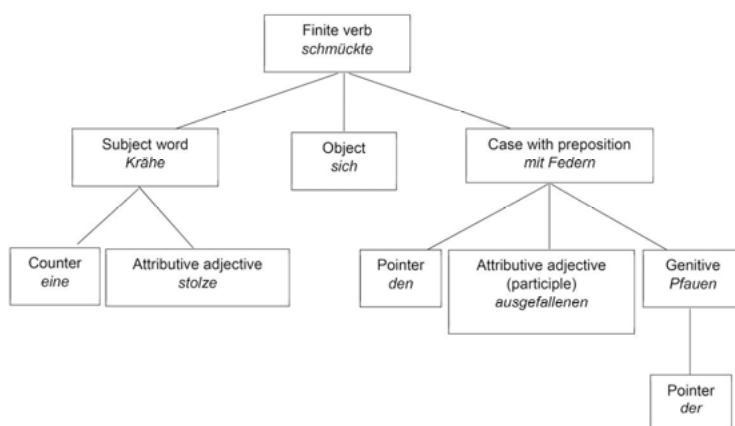 Finite verb
schmückte
Subject word
Krähe
Object
sich
Case with preposition
mit Federn
Counter
eine
Attributive adjective
stolze
Pointer
den
Attributive adjective
(participle)
ausgefallenen
Genitive
Pfauen
Pointer
der